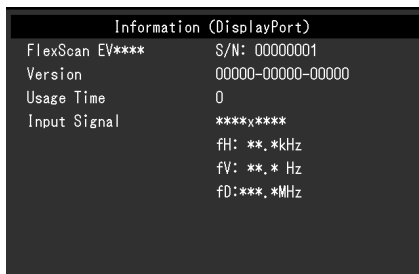 Information (DisplayPort)
FlexScan EV**** S/N: 00000001
Version 00000-00000-00000
Usage Time 0
Input Signal ****x****
fH: **.*kHz
fV: **.* Hz
fD:***.*MHz